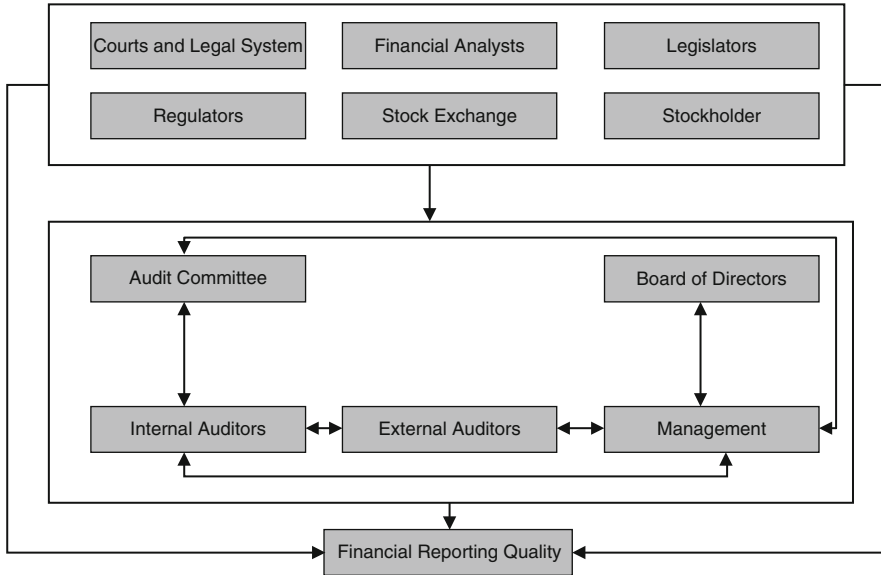 Courts and Legal System
Financial Analysts
Legislators
Regulators
Stock Exchange
Stockholder
Audit Committee
Board of Directors
Internal Auditors
External Auditors
Management
Financial Reporting Quality